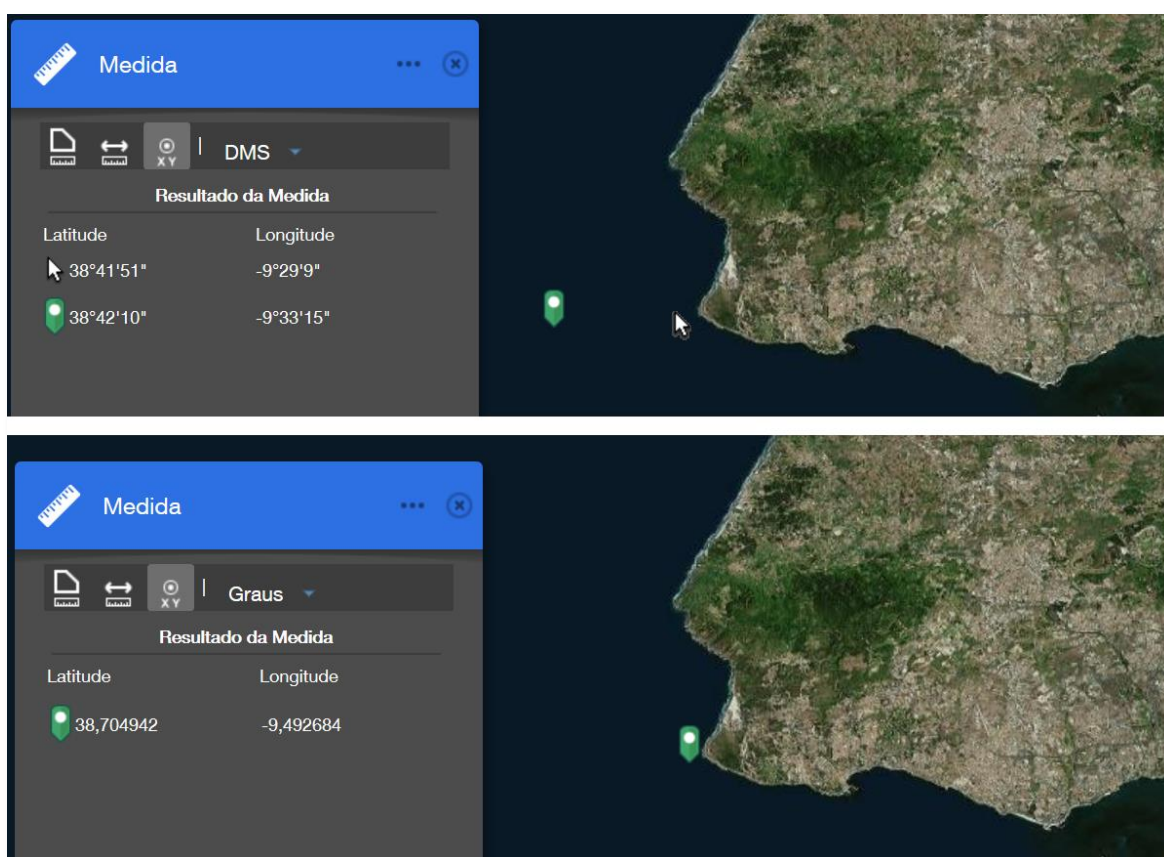 Medida
X Y | DMS
Resultado da Medida
Latitude Longitude
38°41'51" -9°29'9"
38°42'10" -9°33'15"
Medida
X Y | Graus
Resultado da Medida
Latitude Longitude
38,704942 -9,492684